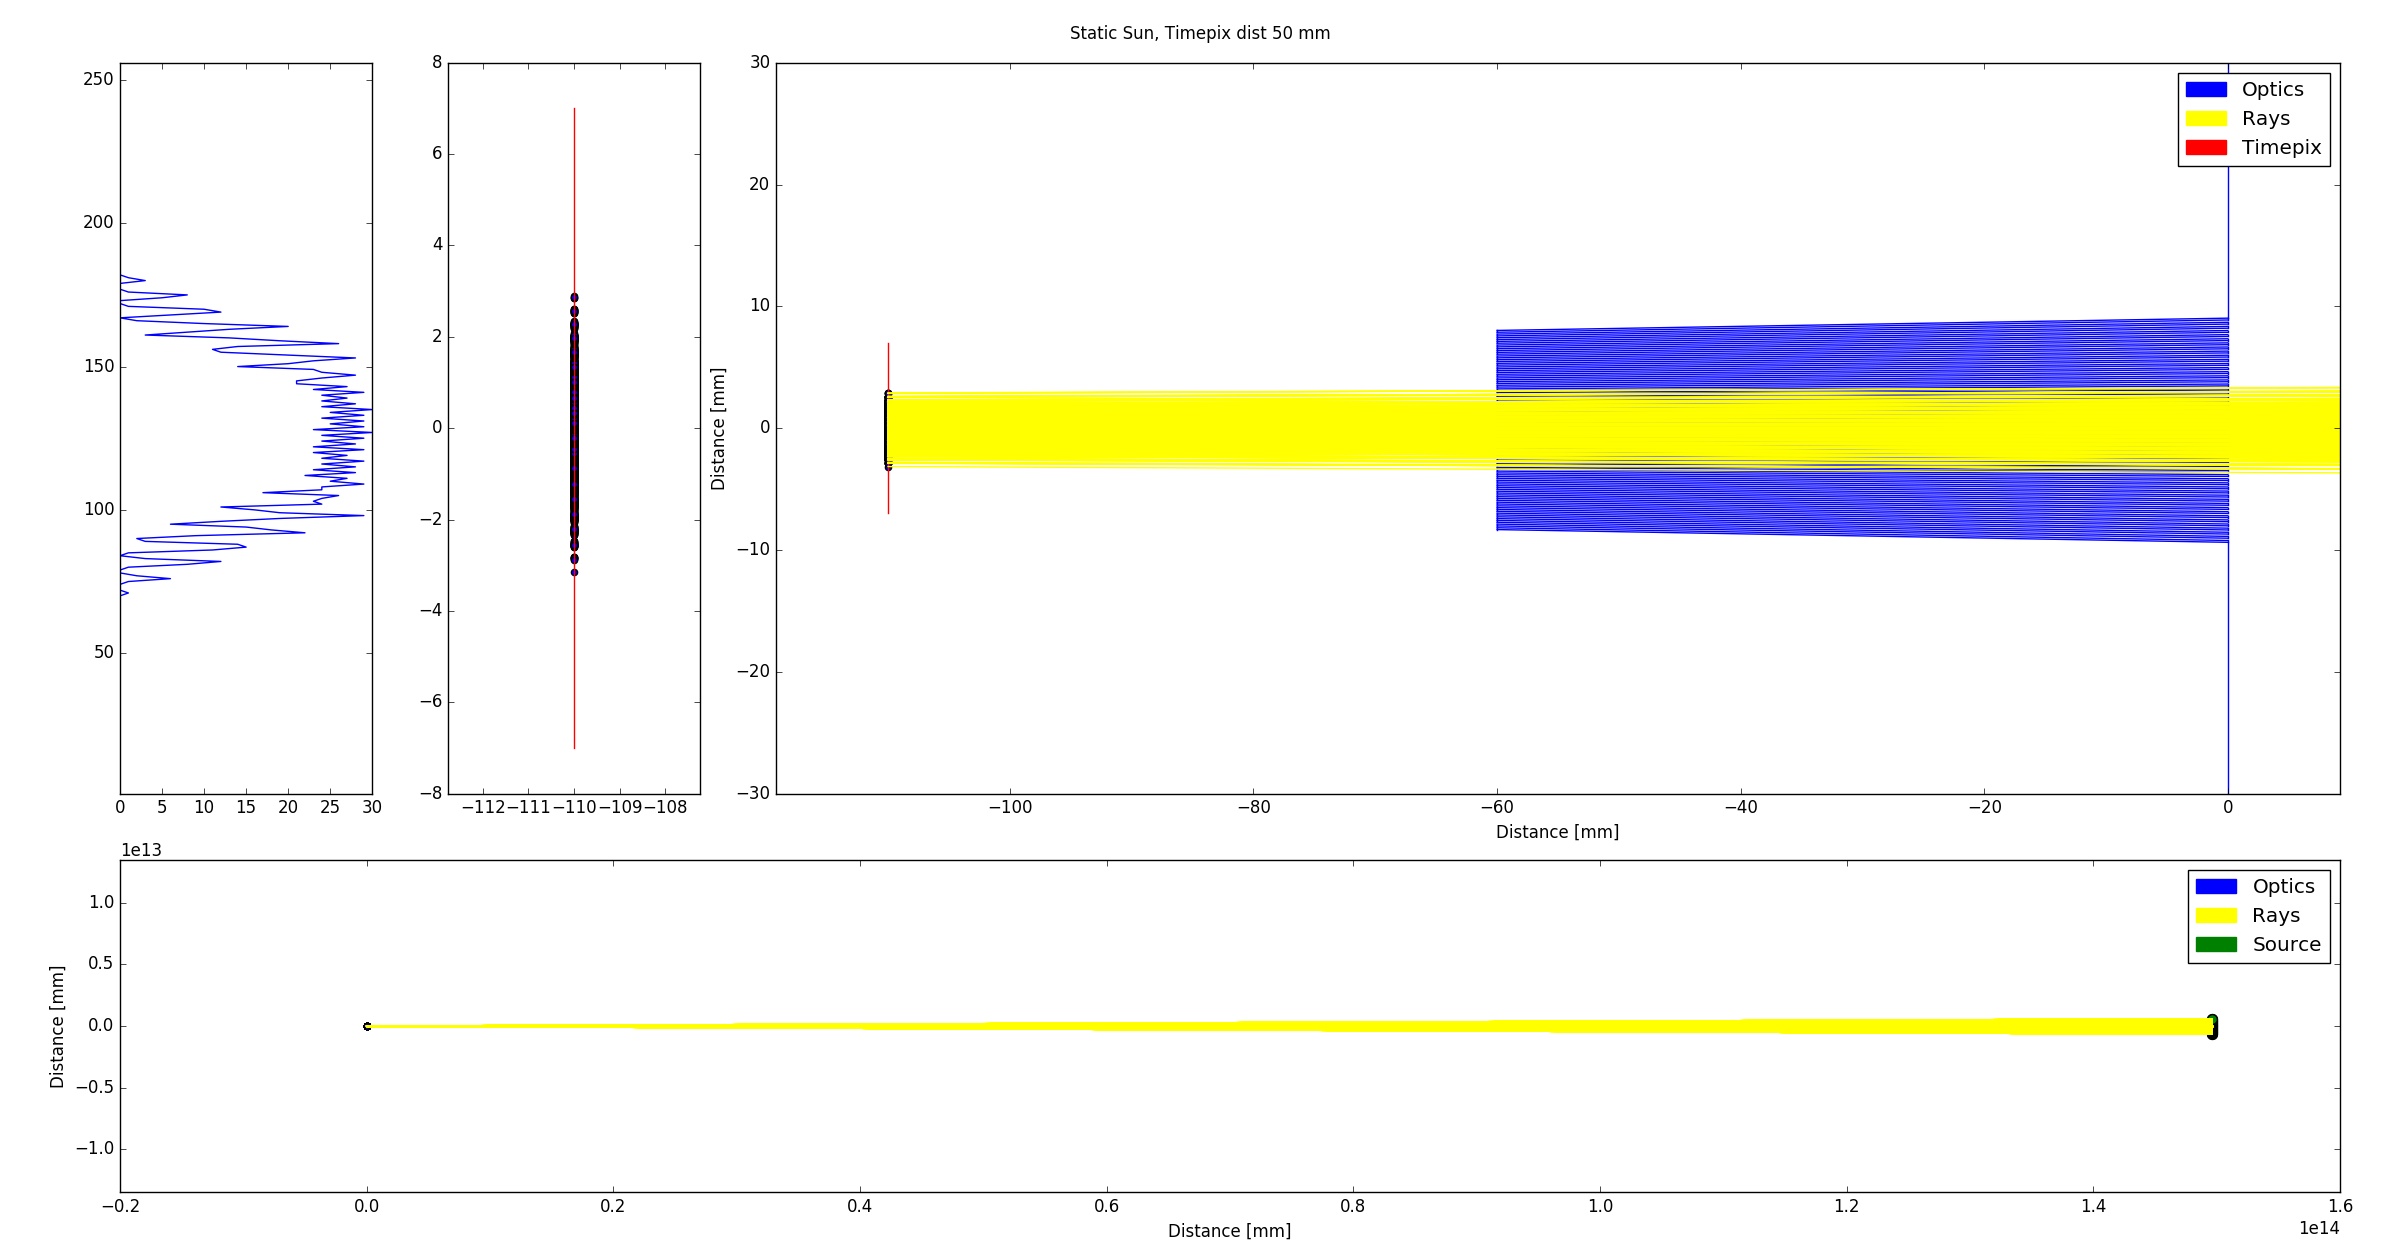 Static Sun, Timepix dist 50 mm
250
200
150
100
50
0 5 10 15 20 25 30
8
6
4
2
0
−2
−4
−6
−8
−112 −111 −110 −109 −108
Distance [mm]
30
20
10
0
−10
−20
−30
−100 −80 −60 −40 −20 0
Distance [mm]
Optics
Rays
Timepix
1e13
Distance [mm]
1.0
0.5
0.0
−0.5
−1.0
−0.2 0.0 0.2 0.4 0.6 0.8 1.0 1.2 1.4 1.6
1e14
Distance [mm]
Optics
Rays
Source